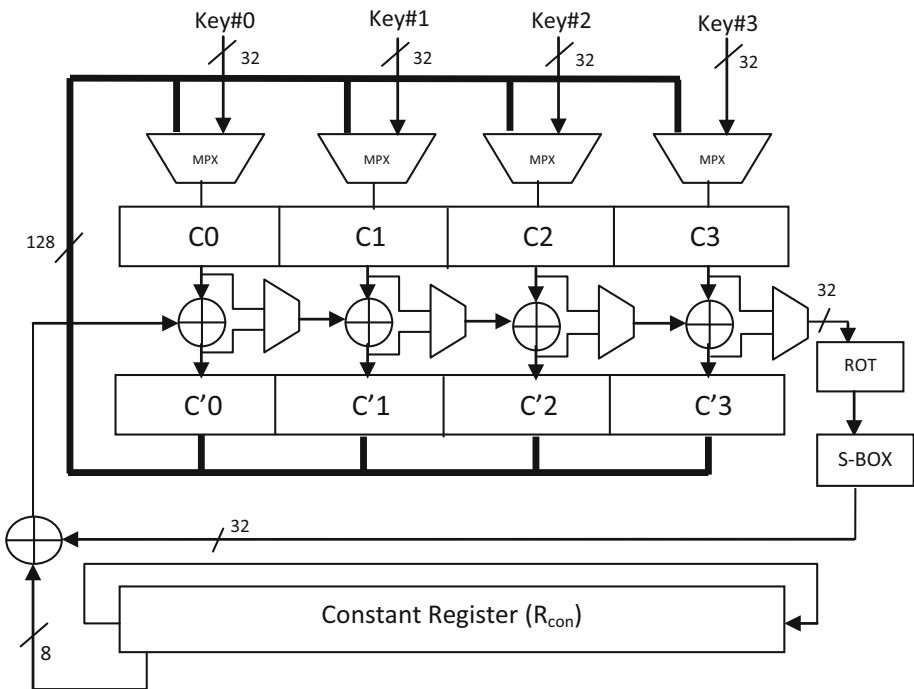 Key#0 Key#1 Key#2 Key#3
32 32 32 32
MPX MPX MPX MPX
C0 C1 C2 C3
128
32
ROT
C’0 C’1 C’2 C’3
S-BOX
32
Constant Register (Rcon)
8